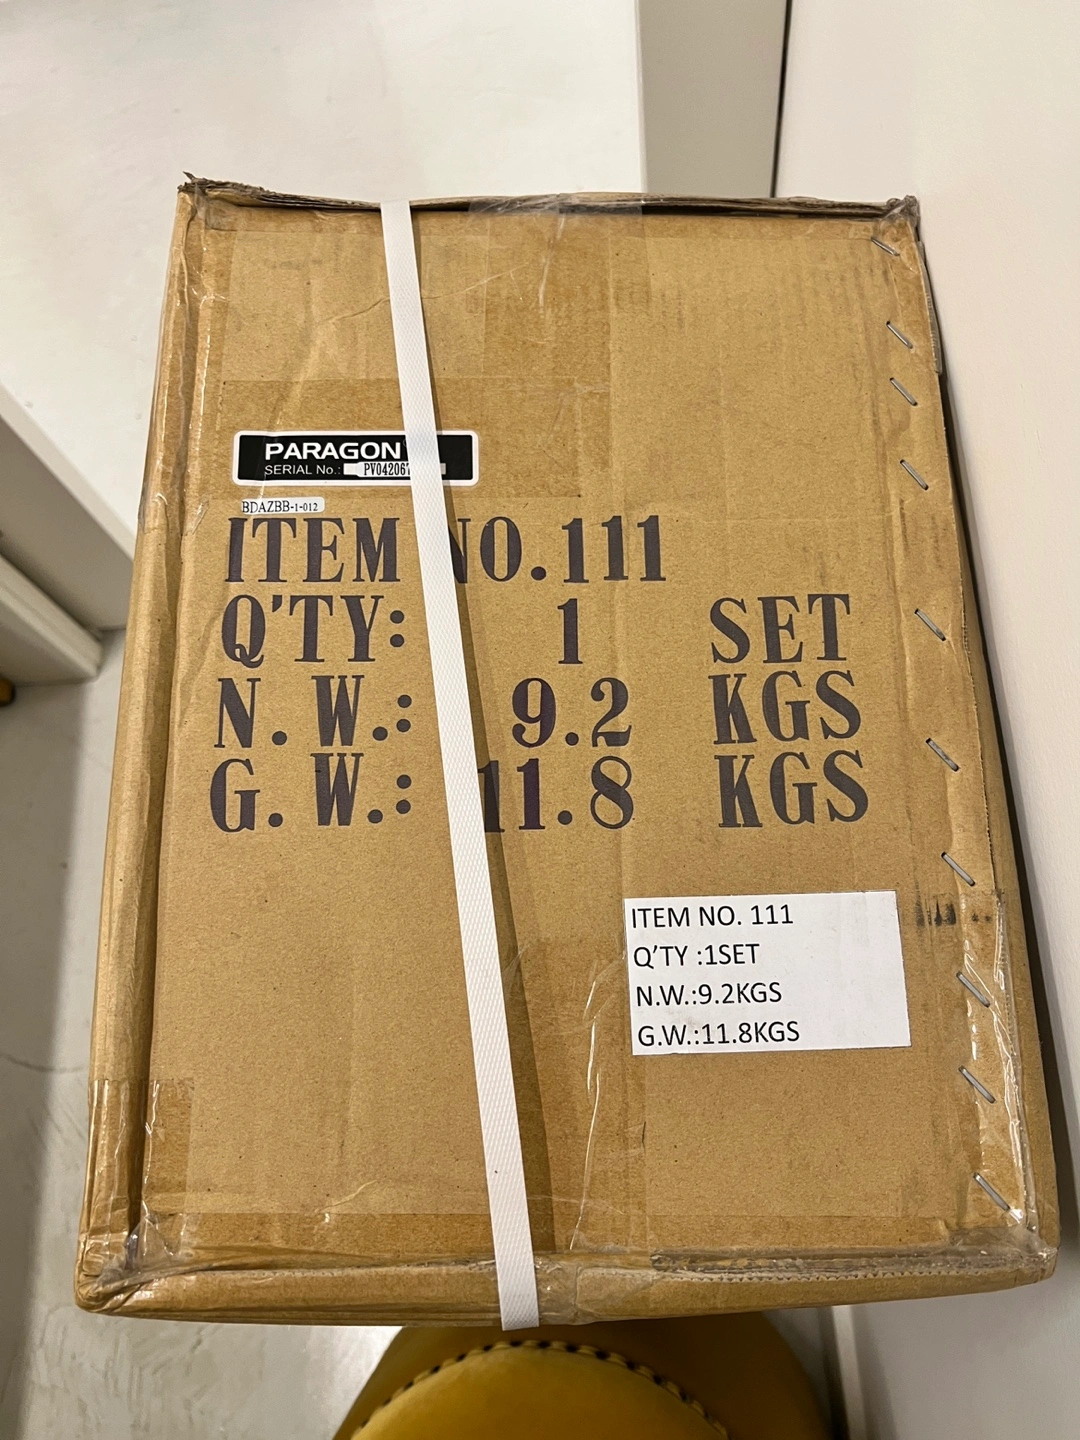 PARAGON
SERIAL No.:
BDAZBB-1-012
ITEM NO.111
Q'TY: 1 SET
N.W.: 9.2 KGS
G.W.: 11.8 KGS
ITEM NO. 111
Q'TY :1SET
N.W.:9.2KGS
G.W.:11.8KGS